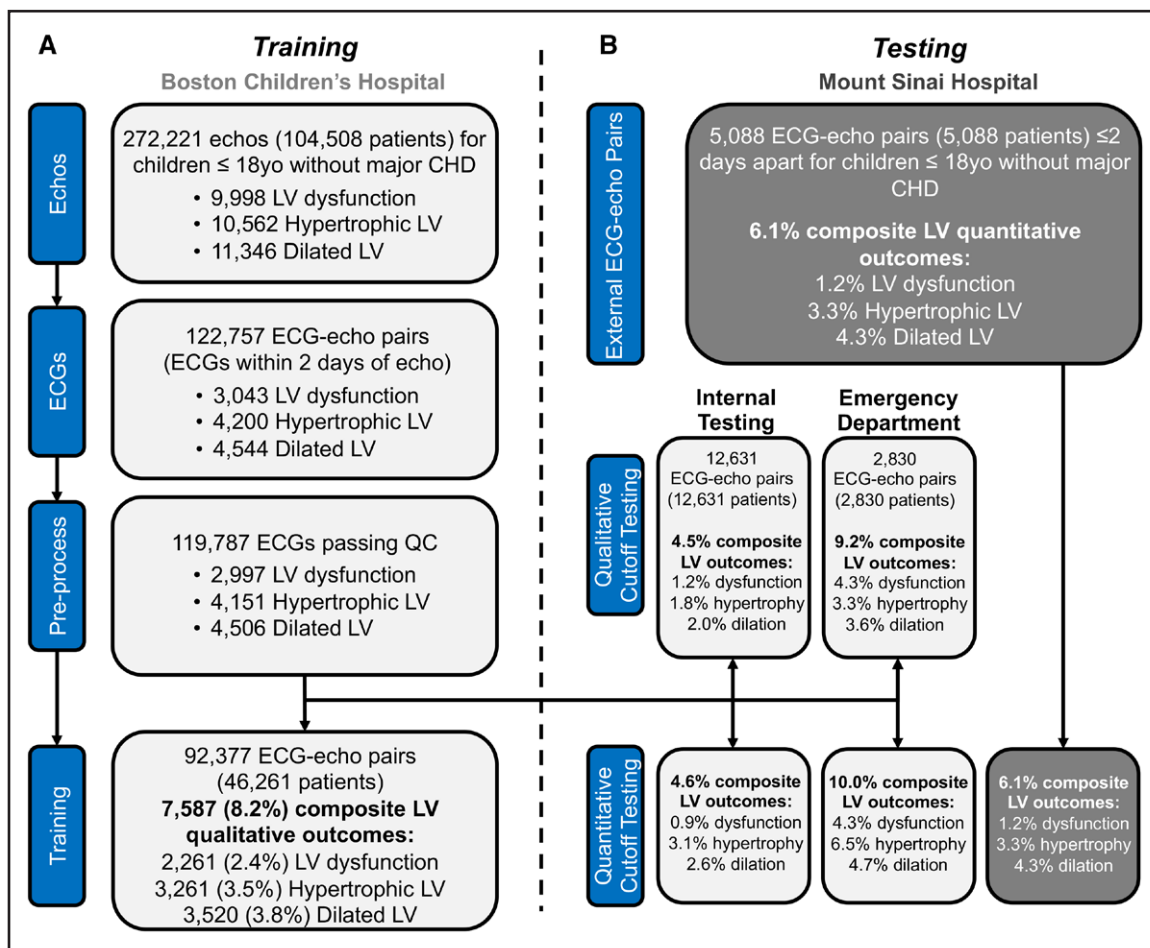 A
Training
Boston Children's Hospital
Echos
272,221 echos (104,508 patients) for
children ≤ 18yo without major CHD
• 9,998 LV dysfunction
• 10,562 Hypertrophic LV
• 11,346 Dilated LV
ECGs
122,757 ECG-echo pairs
(ECGs within 2 days of echo)
• 3,043 LV dysfunction
• 4,200 Hypertrophic LV
• 4,544 Dilated LV
Pre-process
119,787 ECGs passing QC
• 2,997 LV dysfunction
• 4,151 Hypertrophic LV
• 4,506 Dilated LV
Training
92,377 ECG-echo pairs
(46,261 patients)
7,587 (8.2%) composite LV
qualitative outcomes:
2,261 (2.4%) LV dysfunction
3,261 (3.5%) Hypertrophic LV
3,520 (3.8%) Dilated LV
B
Testing
Mount Sinai Hospital
External ECG-echo Pairs
5,088 ECG-echo pairs (5,088 patients) ≤2
days apart for children ≤ 18yo without major
CHD
6.1% composite LV quantitative
outcomes:
1.2% LV dysfunction
3.3% Hypertrophic LV
4.3% Dilated LV
Qualitative
Cutoff Testing
Internal
Testing
12,631
ECG-echo pairs
(12,631 patients)
4.5% composite
LV outcomes:
1.2% dysfunction
1.8% hypertrophy
2.0% dilation
Emergency
Department
2,830
ECG-echo pairs
(2,830 patients)
9.2% composite
LV outcomes:
4.3% dysfunction
3.3% hypertrophy
3.6% dilation
Quantitative
Cutoff Testing
4.6% composite
LV outcomes:
0.9% dysfunction
3.1% hypertrophy
2.6% dilation
10.0% composite
LV outcomes:
4.3% dysfunction
6.5% hypertrophy
4.7% dilation
6.1% composite
LV outcomes:
1.2% dysfunction
3.3% hypertrophy
4.3% dilation